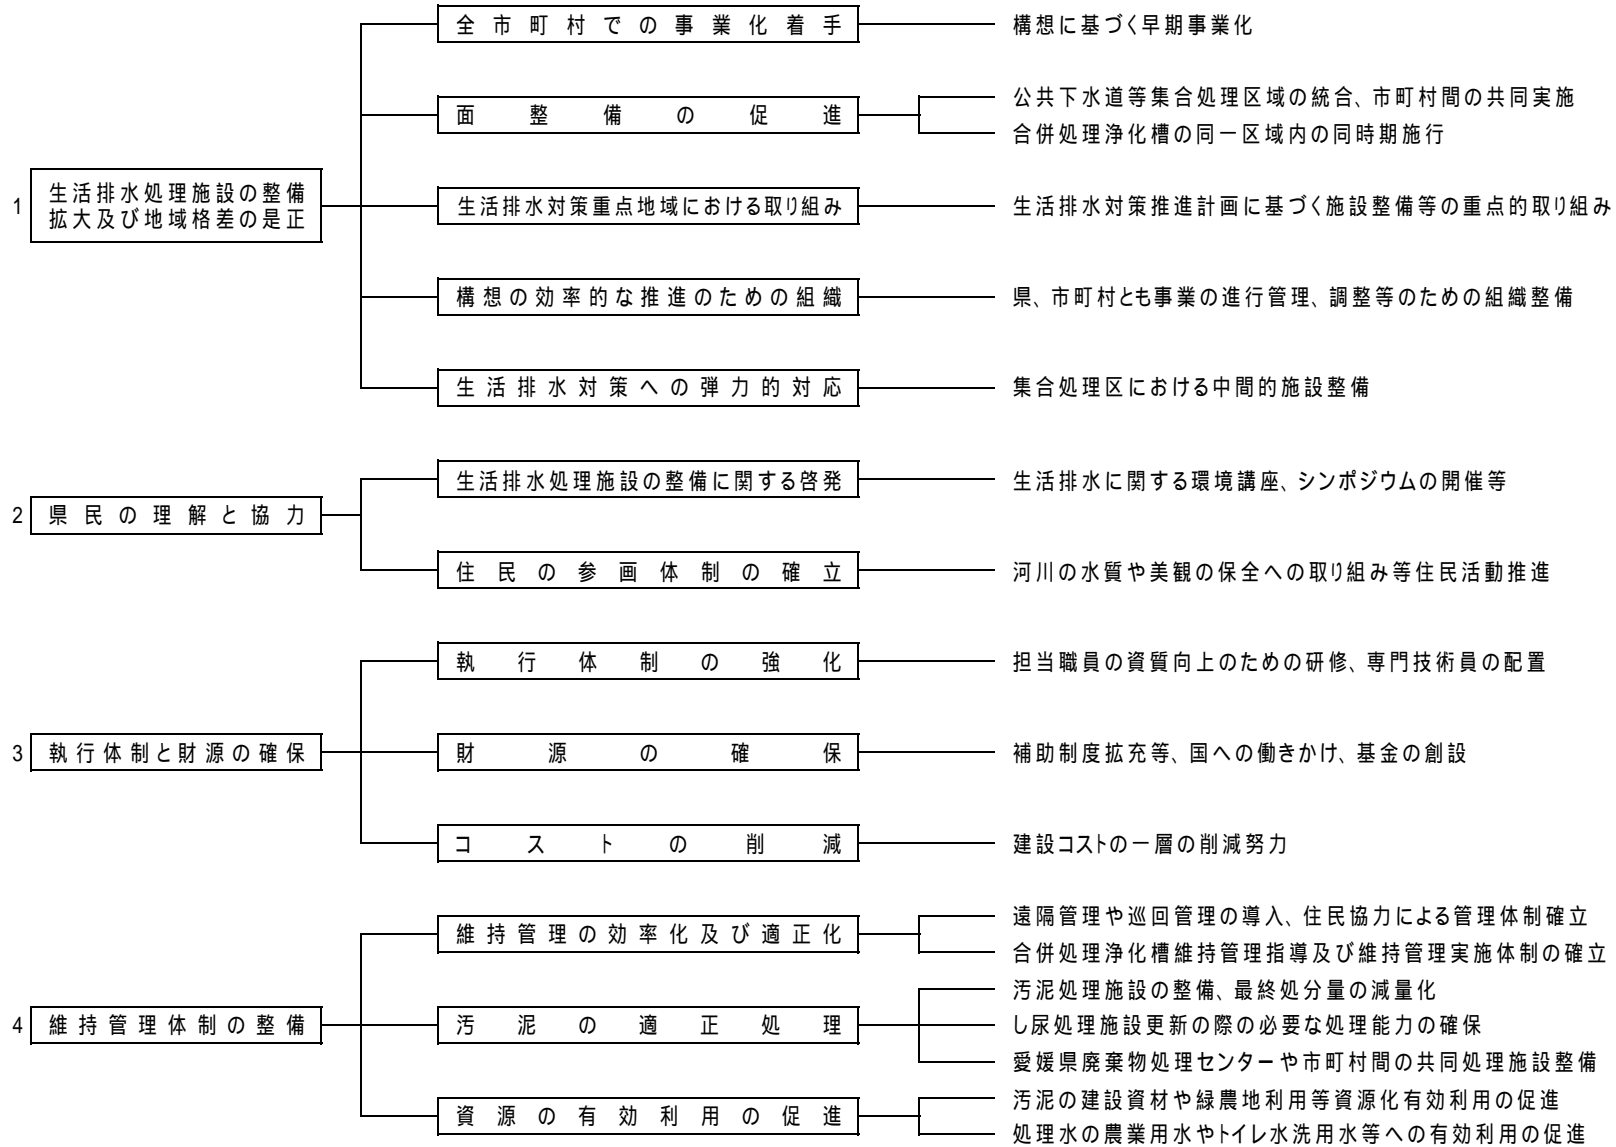 全市町村での事業化着手
構想に基づく早期事業化
面整備の促進
公共下水道等集合処理区域の統合、市町村間の共同実施
合併処理浄化槽の同一区域内の同時期施行
1
生活排水処理施設の整備
拡大及び地域格差の是正
生活排水対策重点地域における取り組み
生活排水対策推進計画に基づく施設整備等の重点的取り組み
構想の効率的な推進のための組織
県、市町村とも事業の進行管理、調整等のための組織整備
生活排水対策への弾力的対応
集合処理区における中間的施設整備
生活排水処理施設の整備に関する啓発
生活排水に関する環境講座、シンポジウムの開催等
2
県民の理解と協力
住民の参画体制の確立
河川の水質や美観の保全への取り組み等住民活動推進
執行体制の強化
担当職員の資質向上のための研修、専門技術員の配置
3
執行体制と財源の確保
財源の確保
補助制度拡充等、国への働きかけ、基金の創設
コストの削減
建設コストの一層の削減努力
維持管理の効率化及び適正化
遠隔管理や巡回管理の導入、住民協力による管理体制確立
合併処理浄化槽維持管理指導及び維持管理実施体制の確立
4
維持管理体制の整備
汚泥の適正処理
汚泥処理施設の整備、最終処分量の減量化
し尿処理施設更新の際の必要な処理能力の確保
愛媛県廃棄物処理センターや市町村間の共同処理施設整備
資源の有効利用の促進
汚泥の建設資材や緑農地利用等資源化有効利用の促進
処理水の農業用水やトイレ水洗用水等への有効利用の促進